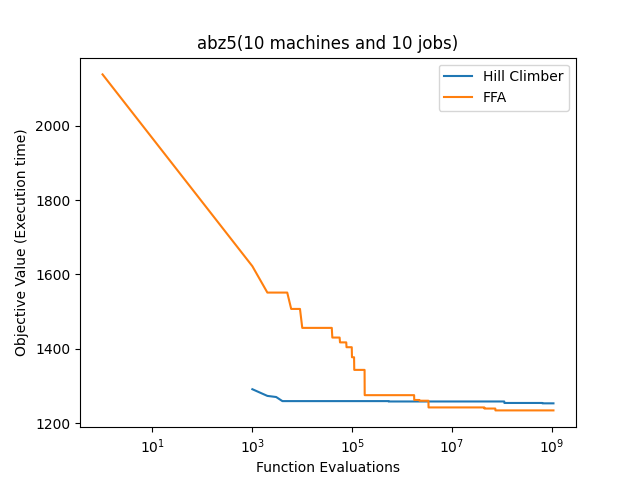 abz5(10 machines and 10 jobs)
Hill Climber
FFA
Objective Value (Execution time)
2000
1800
1600
1400
1200
10^1
10^3
10^5
10^7
10^9
Function Evaluations